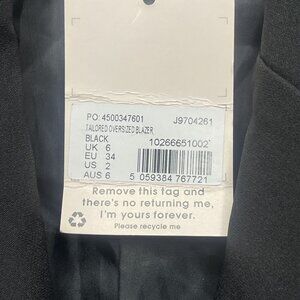 PO: 4500347601 J9704261
TAILORED OVERSIZED BLAZER
BLACK 10266651002
UK 6
EU 34
US 2
AUS 6 5 059384 767721
Remove this tag and
there's no returning me,
I'm yours forever.
Please recycle me